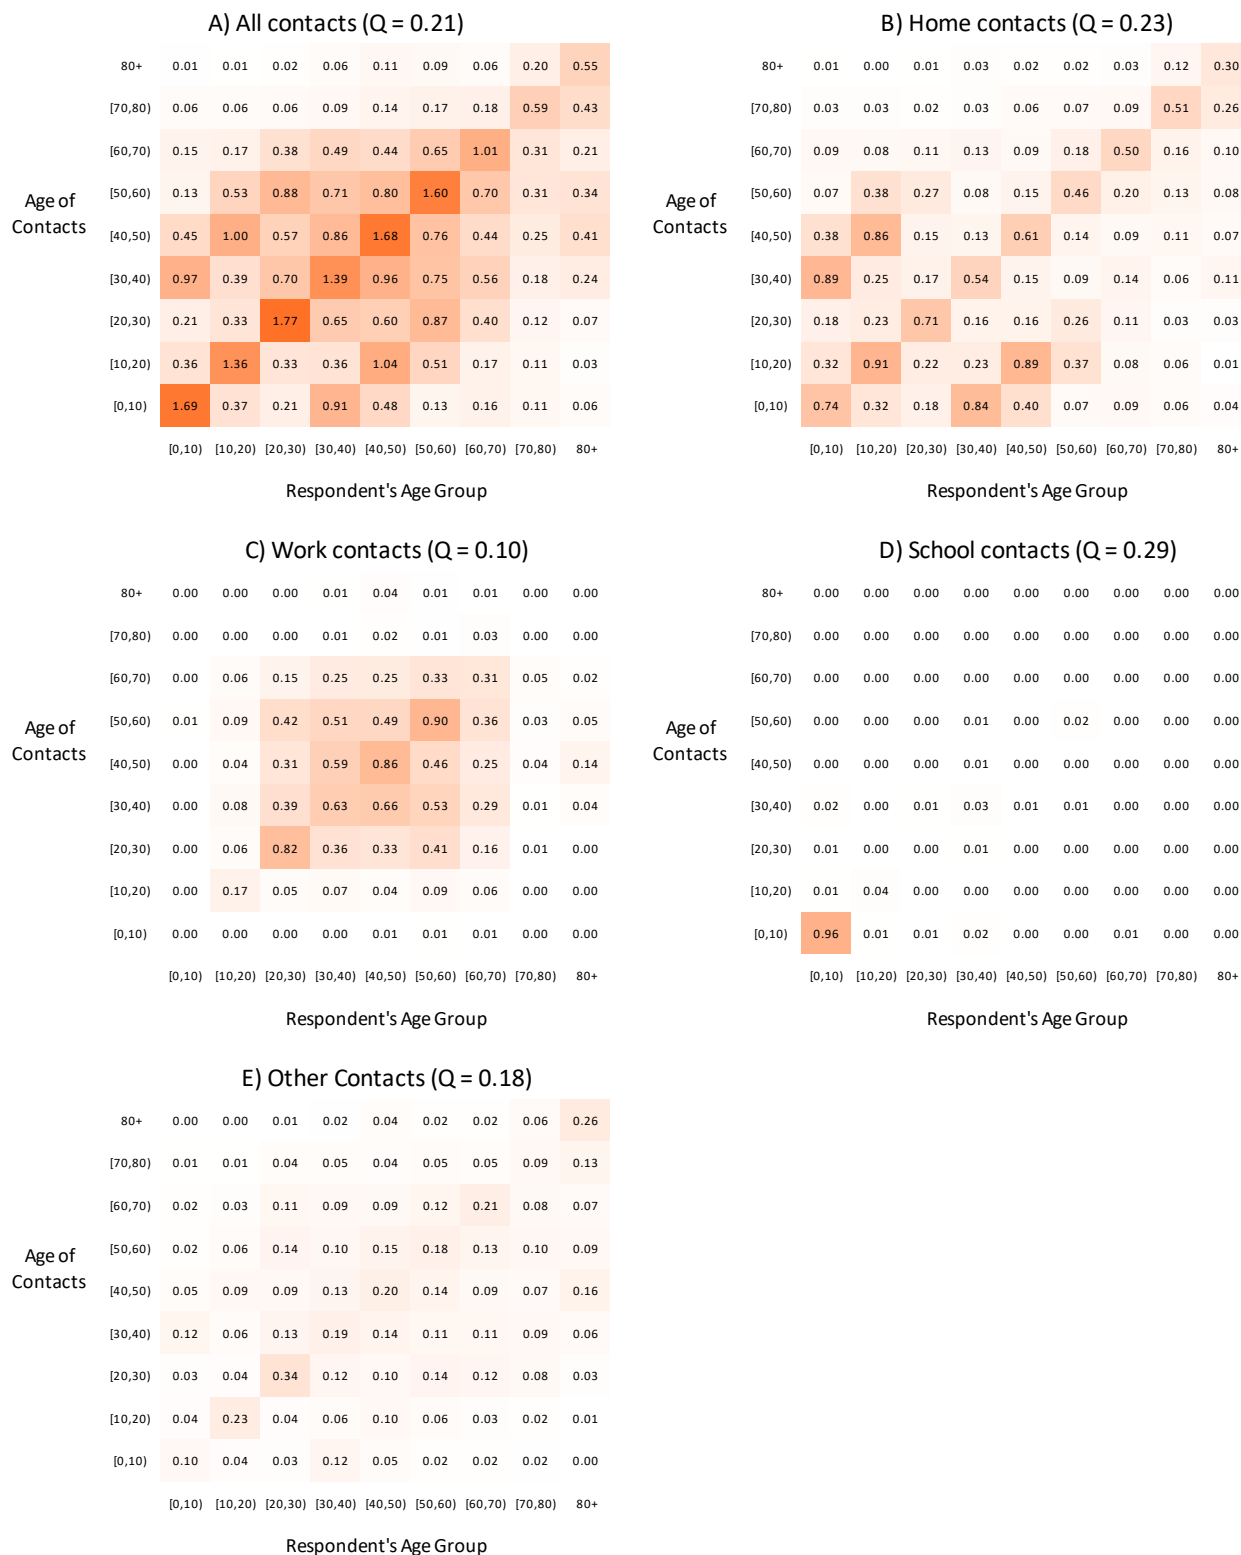 A) All contacts (Q = 0.21)
80+ 0.01 0.01 0.02 0.06 0.11 0.09 0.06 0.20 0.55
[70,80) 0.06 0.06 0.06 0.09 0.14 0.17 0.18 0.59 0.43
[60,70) 0.15 0.17 0.38 0.49 0.44 0.65 1.01 0.31 0.21
[50,60) 0.13 0.53 0.88 0.71 0.80 1.60 0.70 0.31 0.34
Age of
Contacts
[40,50) 0.45 1.00 0.57 0.86 1.68 0.76 0.44 0.25 0.41
[30,40) 0.97 0.39 0.70 1.39 0.96 0.75 0.56 0.18 0.24
[20,30) 0.21 0.33 1.77 0.65 0.60 0.87 0.40 0.12 0.07
[10,20) 0.36 1.36 0.33 0.36 1.04 0.51 0.17 0.11 0.03
[0,10) 1.69 0.37 0.21 0.91 0.48 0.13 0.16 0.11 0.06
[0,10) [10,20) [20,30) [30,40) [40,50) [50,60) [60,70) [70,80) 80+
Respondent's Age Group
B) Home contacts (Q = 0.23)
80+ 0.01 0.00 0.01 0.03 0.02 0.02 0.03 0.12 0.30
[70,80) 0.03 0.03 0.02 0.03 0.06 0.07 0.09 0.51 0.26
[60,70) 0.09 0.08 0.11 0.13 0.09 0.18 0.50 0.16 0.10
[50,60) 0.07 0.38 0.27 0.08 0.15 0.46 0.20 0.13 0.08
Age of
Contacts
[40,50) 0.38 0.86 0.15 0.13 0.61 0.14 0.09 0.11 0.07
[30,40) 0.89 0.25 0.17 0.54 0.15 0.09 0.14 0.06 0.11
[20,30) 0.18 0.23 0.71 0.16 0.16 0.26 0.11 0.03 0.03
[10,20) 0.32 0.91 0.22 0.23 0.89 0.37 0.08 0.06 0.01
[0,10) 0.74 0.32 0.18 0.84 0.40 0.07 0.09 0.06 0.04
[0,10) [10,20) [20,30) [30,40) [40,50) [50,60) [60,70) [70,80) 80+
Respondent's Age Group
C) Work contacts (Q = 0.10)
80+ 0.00 0.00 0.00 0.01 0.04 0.01 0.01 0.00 0.00
[70,80) 0.00 0.00 0.00 0.01 0.02 0.01 0.03 0.00 0.00
[60,70) 0.00 0.06 0.15 0.25 0.25 0.33 0.31 0.05 0.02
[50,60) 0.01 0.09 0.42 0.51 0.49 0.90 0.36 0.03 0.05
Age of
Contacts
[40,50) 0.00 0.04 0.31 0.59 0.86 0.46 0.25 0.04 0.14
[30,40) 0.00 0.08 0.39 0.63 0.66 0.53 0.29 0.01 0.04
[20,30) 0.00 0.06 0.82 0.36 0.33 0.41 0.16 0.01 0.00
[10,20) 0.00 0.17 0.05 0.07 0.04 0.09 0.06 0.00 0.00
[0,10) 0.00 0.00 0.00 0.00 0.01 0.01 0.01 0.00 0.00
[0,10) [10,20) [20,30) [30,40) [40,50) [50,60) [60,70) [70,80) 80+
Respondent's Age Group
D) School contacts (Q = 0.29)
80+ 0.00 0.00 0.00 0.00 0.00 0.00 0.00 0.00 0.00
[70,80) 0.00 0.00 0.00 0.00 0.00 0.00 0.00 0.00 0.00
[60,70) 0.00 0.00 0.00 0.00 0.00 0.00 0.00 0.00 0.00
[50,60) 0.00 0.00 0.00 0.01 0.00 0.02 0.00 0.00 0.00
Age of
Contacts
[40,50) 0.00 0.00 0.00 0.01 0.00 0.00 0.00 0.00 0.00
[30,40) 0.02 0.00 0.01 0.03 0.01 0.01 0.00 0.00 0.00
[20,30) 0.01 0.00 0.00 0.01 0.00 0.00 0.00 0.00 0.00
[10,20) 0.01 0.04 0.00 0.00 0.00 0.00 0.00 0.00 0.00
[0,10) 0.96 0.01 0.01 0.02 0.00 0.00 0.01 0.00 0.00
[0,10) [10,20) [20,30) [30,40) [40,50) [50,60) [60,70) [70,80) 80+
Respondent's Age Group
E) Other Contacts (Q = 0.18)
80+ 0.00 0.00 0.01 0.02 0.04 0.02 0.02 0.06 0.26
[70,80) 0.01 0.01 0.04 0.05 0.04 0.05 0.05 0.09 0.13
[60,70) 0.02 0.03 0.11 0.09 0.09 0.12 0.21 0.08 0.07
[50,60) 0.02 0.06 0.14 0.10 0.15 0.18 0.13 0.10 0.09
Age of
Contacts
[40,50) 0.05 0.09 0.09 0.13 0.20 0.14 0.09 0.07 0.16
[30,40) 0.12 0.06 0.13 0.19 0.14 0.11 0.11 0.09 0.06
[20,30) 0.03 0.04 0.34 0.12 0.10 0.14 0.12 0.08 0.03
[10,20) 0.04 0.23 0.04 0.06 0.10 0.06 0.03 0.02 0.01
[0,10) 0.10 0.04 0.03 0.12 0.05 0.02 0.02 0.02 0.00
[0,10) [10,20) [20,30) [30,40) [40,50) [50,60) [60,70) [70,80) 80+
Respondent's Age Group